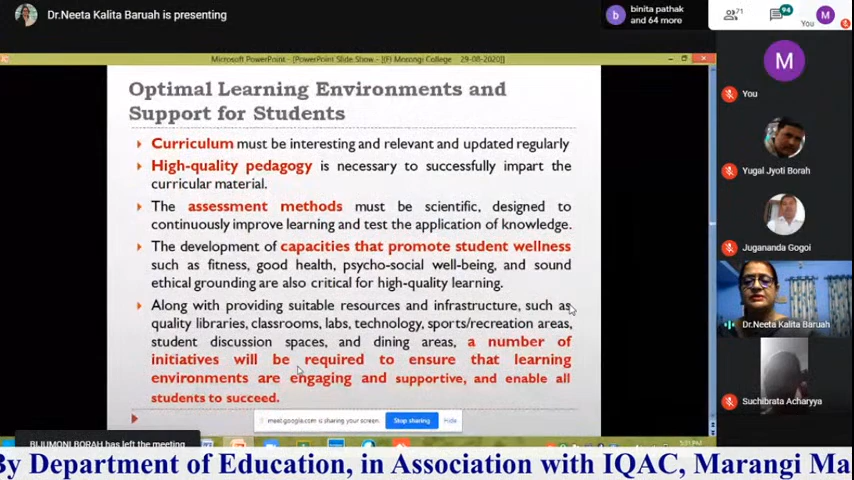 Dr.Neeta Kalita Baruah is presenting
binita pathak
and 64 more
71
94
You
M
Microsoft PowerPoint - [PowerPoint Slide Show - [(FI Morangi College 29-08-2020)]
Optimal Learning Environments and
Support for Students
Curriculum must be interesting and relevant and updated regularly
High-quality pedagogy is necessary to successfully impart the
curricular material.
The assessment methods must be scientific, designed to
continuously improve learning and test the application of knowledge.
The development of capacities that promote student wellness
such as fitness, good health, psycho-social well-being, and sound
ethical grounding are also critical for high-quality learning.
Along with providing suitable resources and infrastructure, such as
quality libraries, classrooms, labs, technology, sports/recreation areas,
student discussion spaces, and dining areas, a number of
initiatives will be required to ensure that learning
environments are engaging and supportive, and enable all
students to succeed.
meet.google.com is sharing your screen.
Stop sharing
Hide
M
You
Yugal Jyoti Borah
Jugananda Gogoi
Dr.Neeta Kalita Baruah
Suchibrata Acharyya
BIJUMONI BORAH has left the meeting
5:01 PM
By Department of Education, in Association with IQAC, Marangi Ma